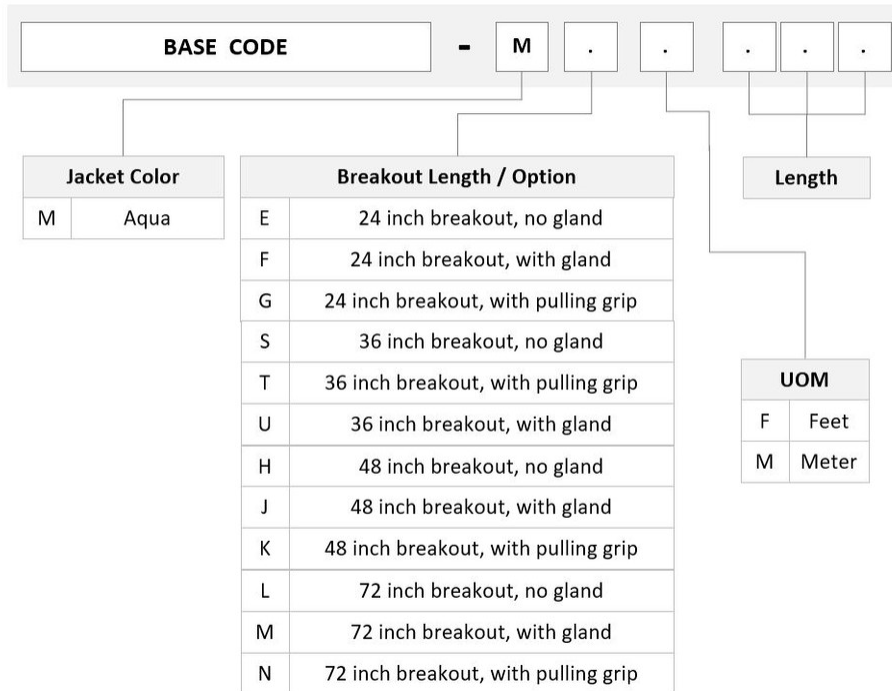 BASE CODE - M . . . . .
Jacket Color
M Aqua
Breakout Length / Option
E 24 inch breakout, no gland
F 24 inch breakout, with gland
G 24 inch breakout, with pulling grip
S 36 inch breakout, no gland
T 36 inch breakout, with pulling grip
U 36 inch breakout, with gland
H 48 inch breakout, no gland
J 48 inch breakout, with gland
K 48 inch breakout, with pulling grip
L 72 inch breakout, no gland
M 72 inch breakout, with gland
N 72 inch breakout, with pulling grip
Length
UOM
F Feet
M Meter